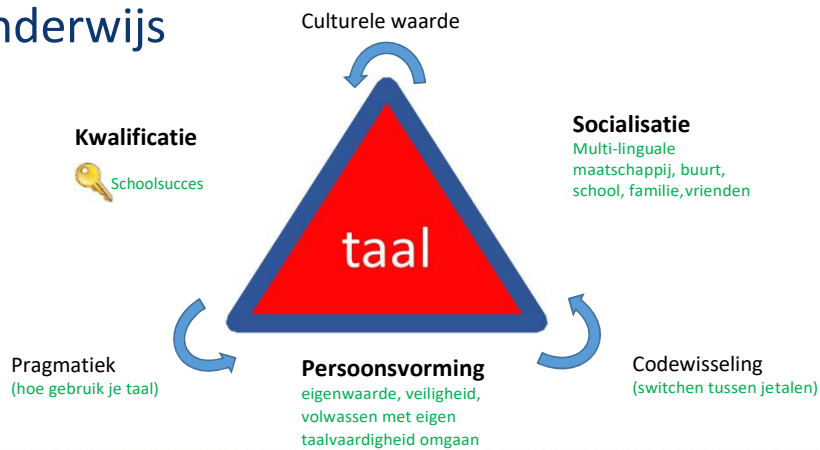 nderwijs
Culturele waarde
Kwalificatie
Schoolsucces
Socialisatie
Multi-linguale
maatschappij, buurt,
school, familie,vrienden
taal
Pragmatiek
(hoe gebruik je taal)
Persoonsvorming
eigenwaarde, veiligheid,
volwassen met eigen
taalvaardigheid omgaan
Codewisseling
(switchen tussen jetalen)